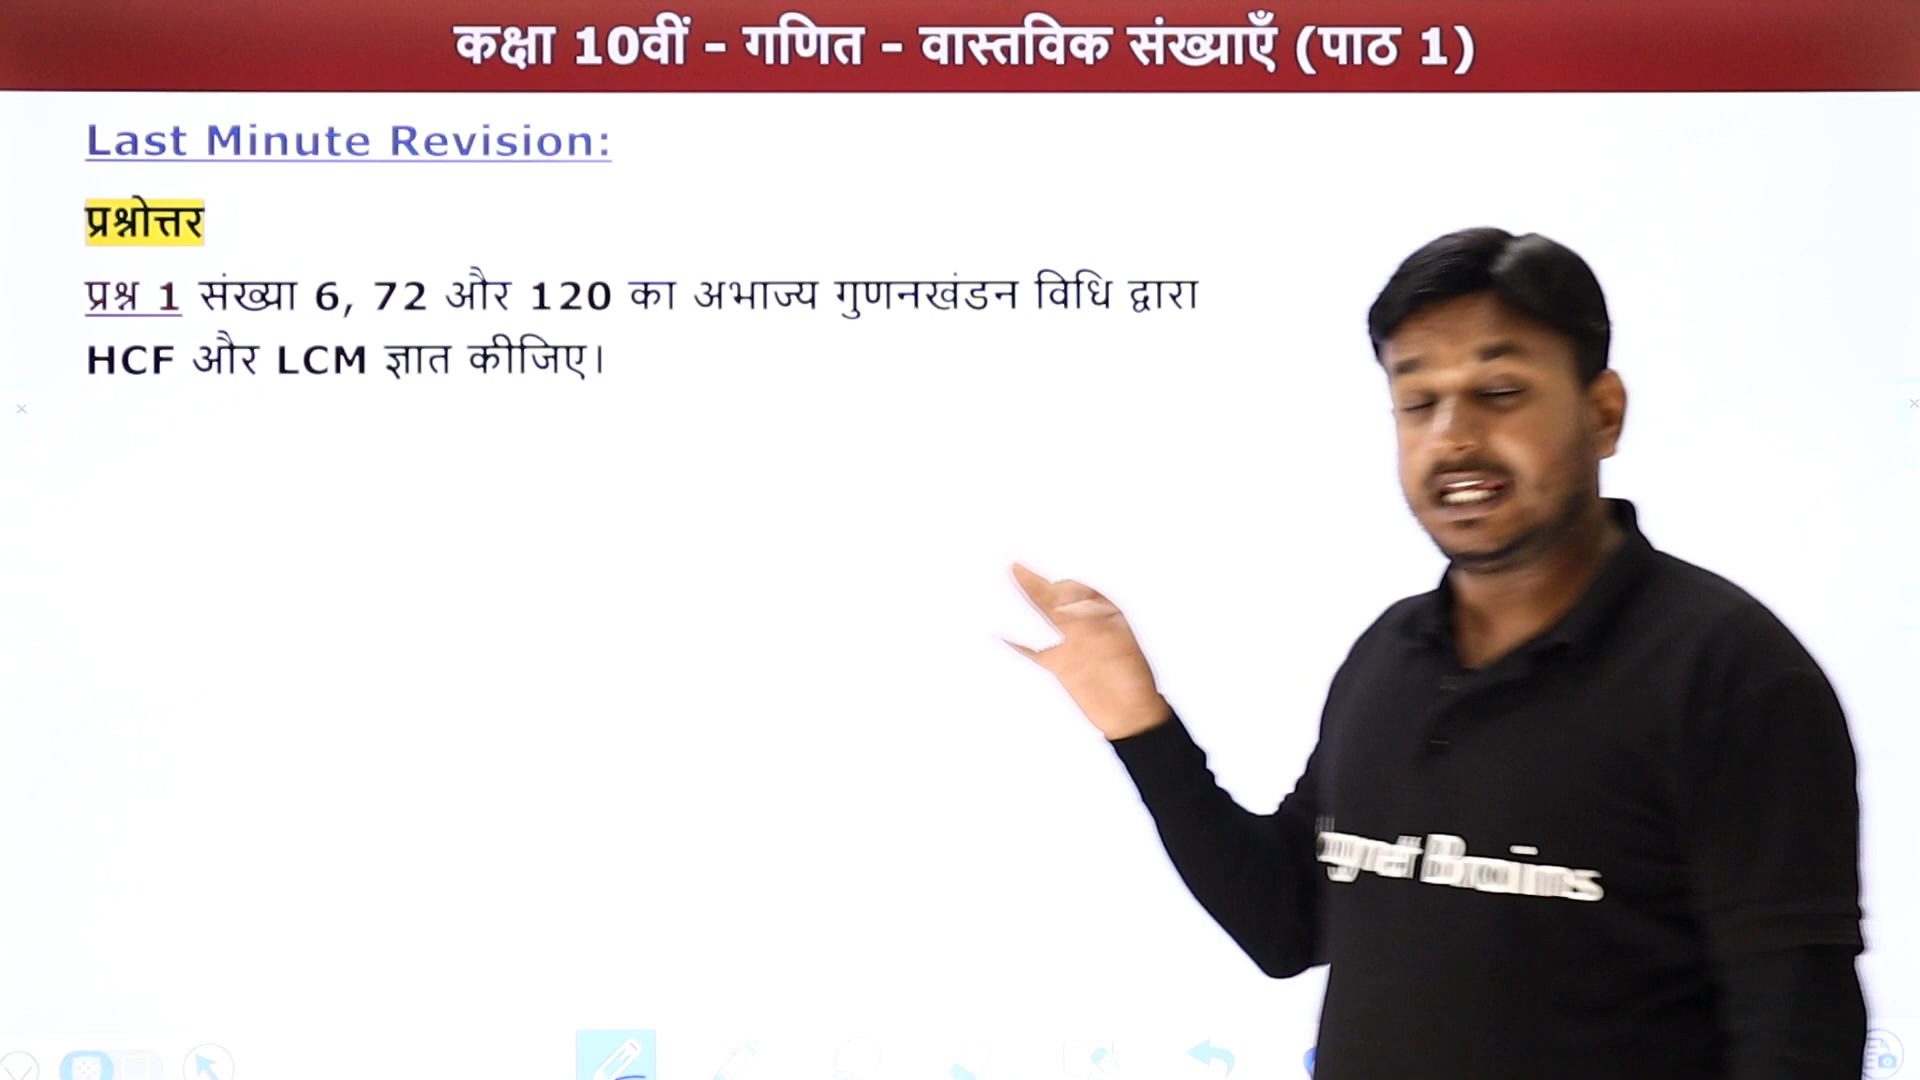 कक्षा 10वीं - गणित - वास्तविक संख्याएँ (पाठ 1)
Last Minute Revision:
प्रश्नोत्तर
प्रश्न 1 संख्या 6, 72 और 120 का अभाज्य गुणनखंडन विधि द्वारा
HCF और LCM ज्ञात कीजिए।
Brains